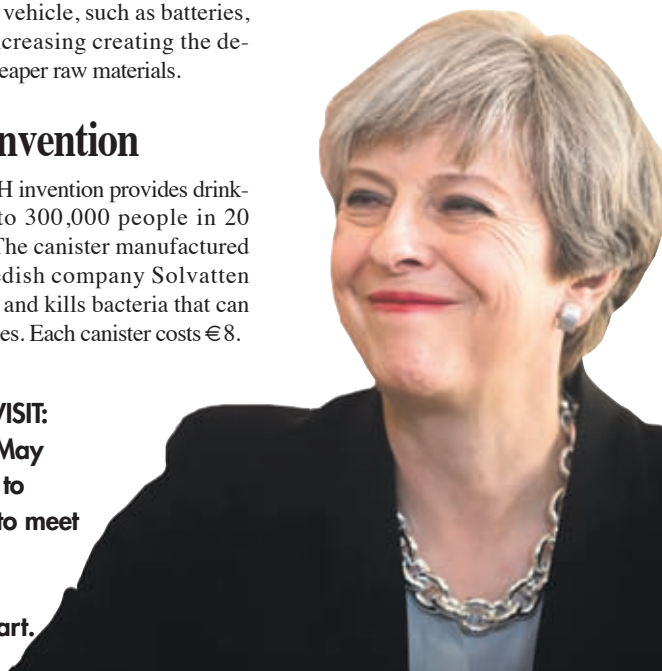 vehicle, such as batteries,
creasing creating the de-
eaper raw materials.
nvention
H invention provides drink-
to 300,000 people in 20
The canister manufactured
edish company Solvatten
and kills bacteria that can
es. Each canister costs €8.
VISIT:
May
to
to meet
art.